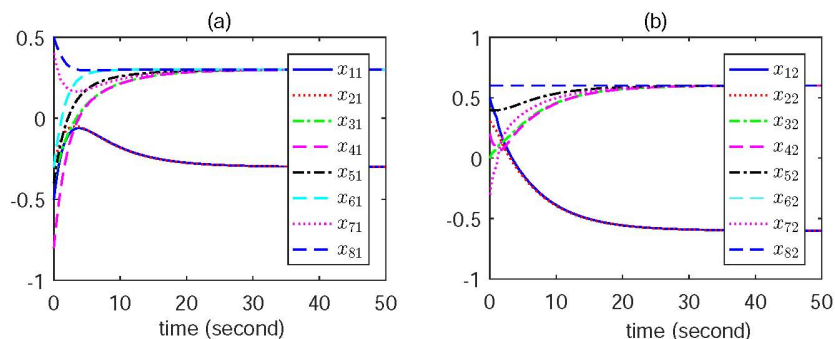 (a)
0.5
0
-0.5
-1
0
10
20
30
40
50
time (second)
x₁₁
x₂₁
x₃₁
x₄₁
x₅₁
x₆₁
x₇₁
x₈₁
(b)
1
0.5
0
-0.5
-1
0
10
20
30
40
50
time (second)
x₁₂
x₂₂
x₃₂
x₄₂
x₅₂
x₆₂
x₇₂
x₈₂